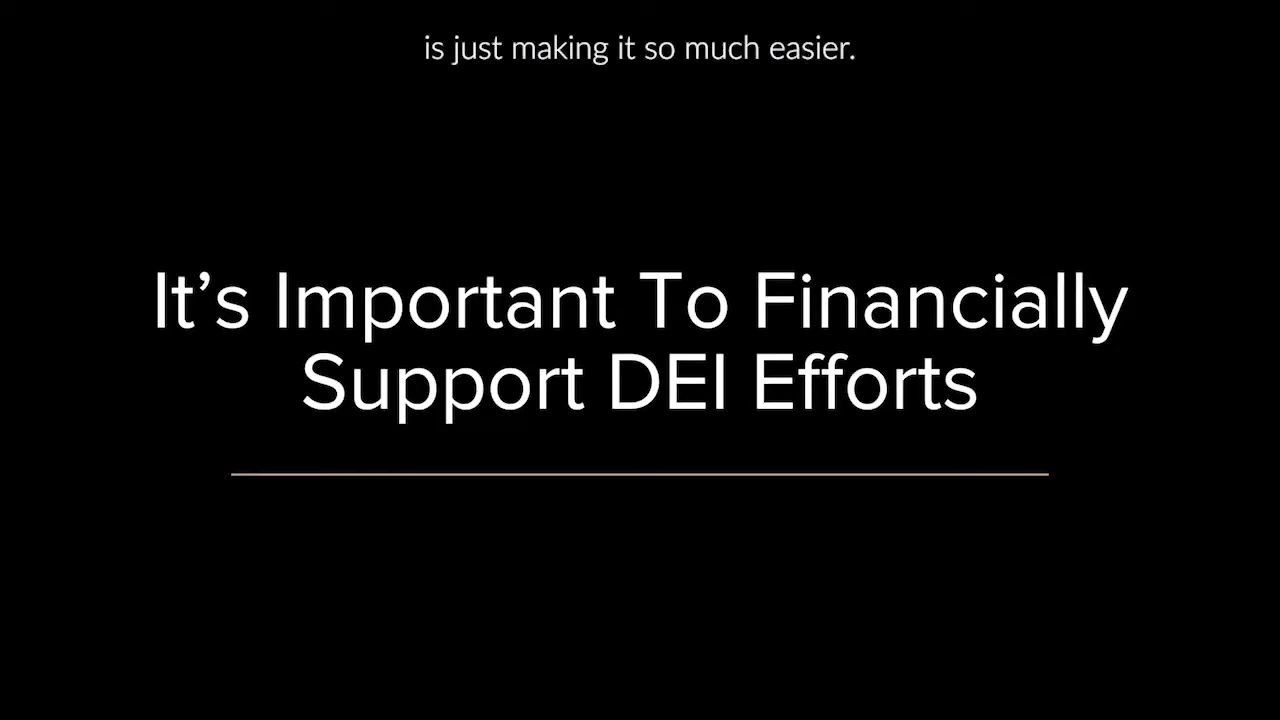 is just making it so much easier.
It’s Important To Financially
Support DEI Efforts